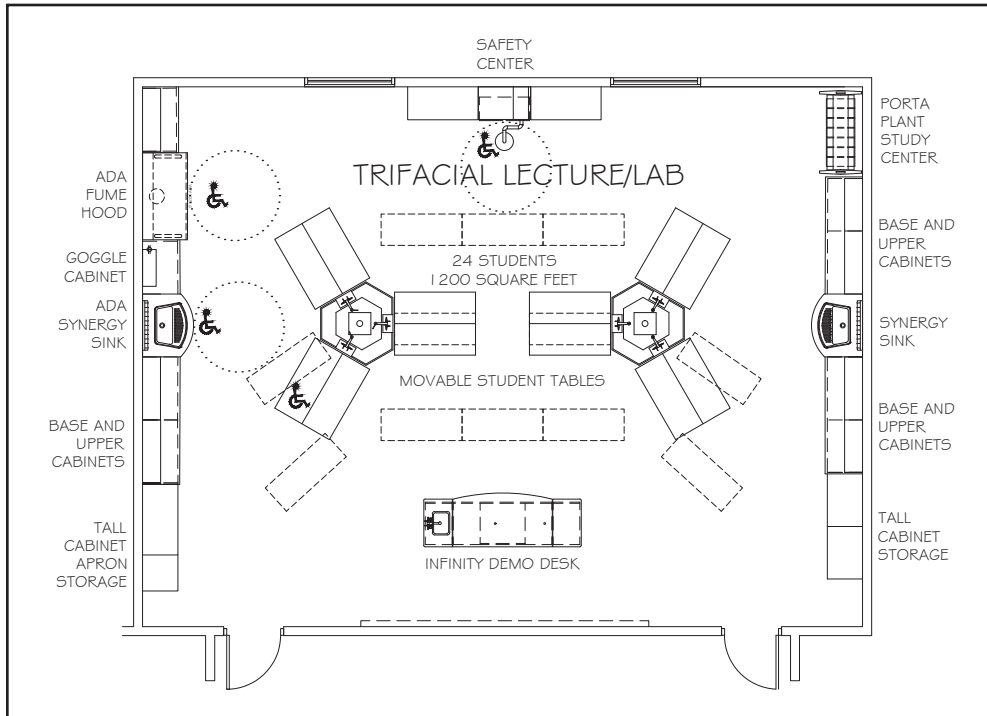 SAFETY
CENTER
TRIFACIAL LECTURE/LAB
24 STUDENTS
1200 SQUARE FEET
MOVABLE STUDENT TABLES
INFINITY DEMO DESK
ADA
FUME
HOOD
GOGGLE
CABINET
ADA
SYNERGY
SINK
BASE AND
UPPER
CABINETS
TALL
CABINET
APRON
STORAGE
PORTA
PLANT
STUDY
CENTER
BASE AND
UPPER
CABINETS
SYNERGY
SINK
BASE AND
UPPER
CABINETS
TALL
CABINET
STORAGE